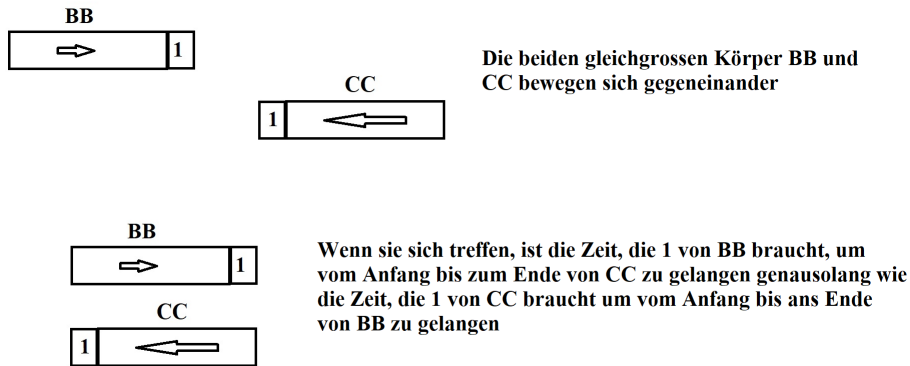 BB
1
Die beiden gleichgrossen Körper BB und
CC bewegen sich gegeneinander
CC
1
BB
1
Wenn sie sich treffen, ist die Zeit, die 1 von BB braucht, um
vom Anfang bis zum Ende von CC zu gelangen genausolang wie
die Zeit, die 1 von CC braucht um vom Anfang bis ans Ende
von BB zu gelangen
CC
1